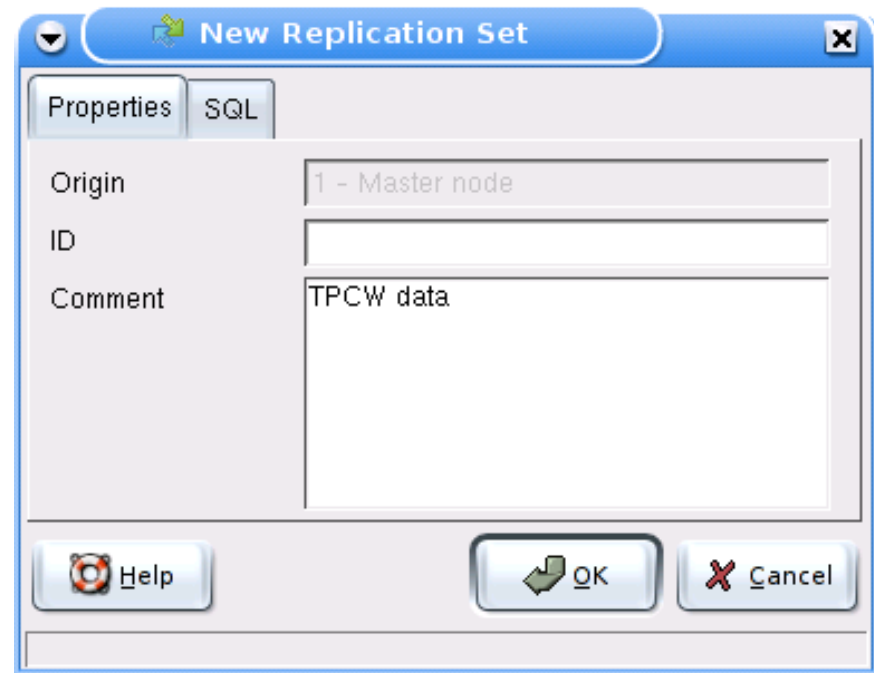 New Replication Set
Properties SQL
Origin 1 - Master node
ID
Comment TPCW data
Help OK Cancel